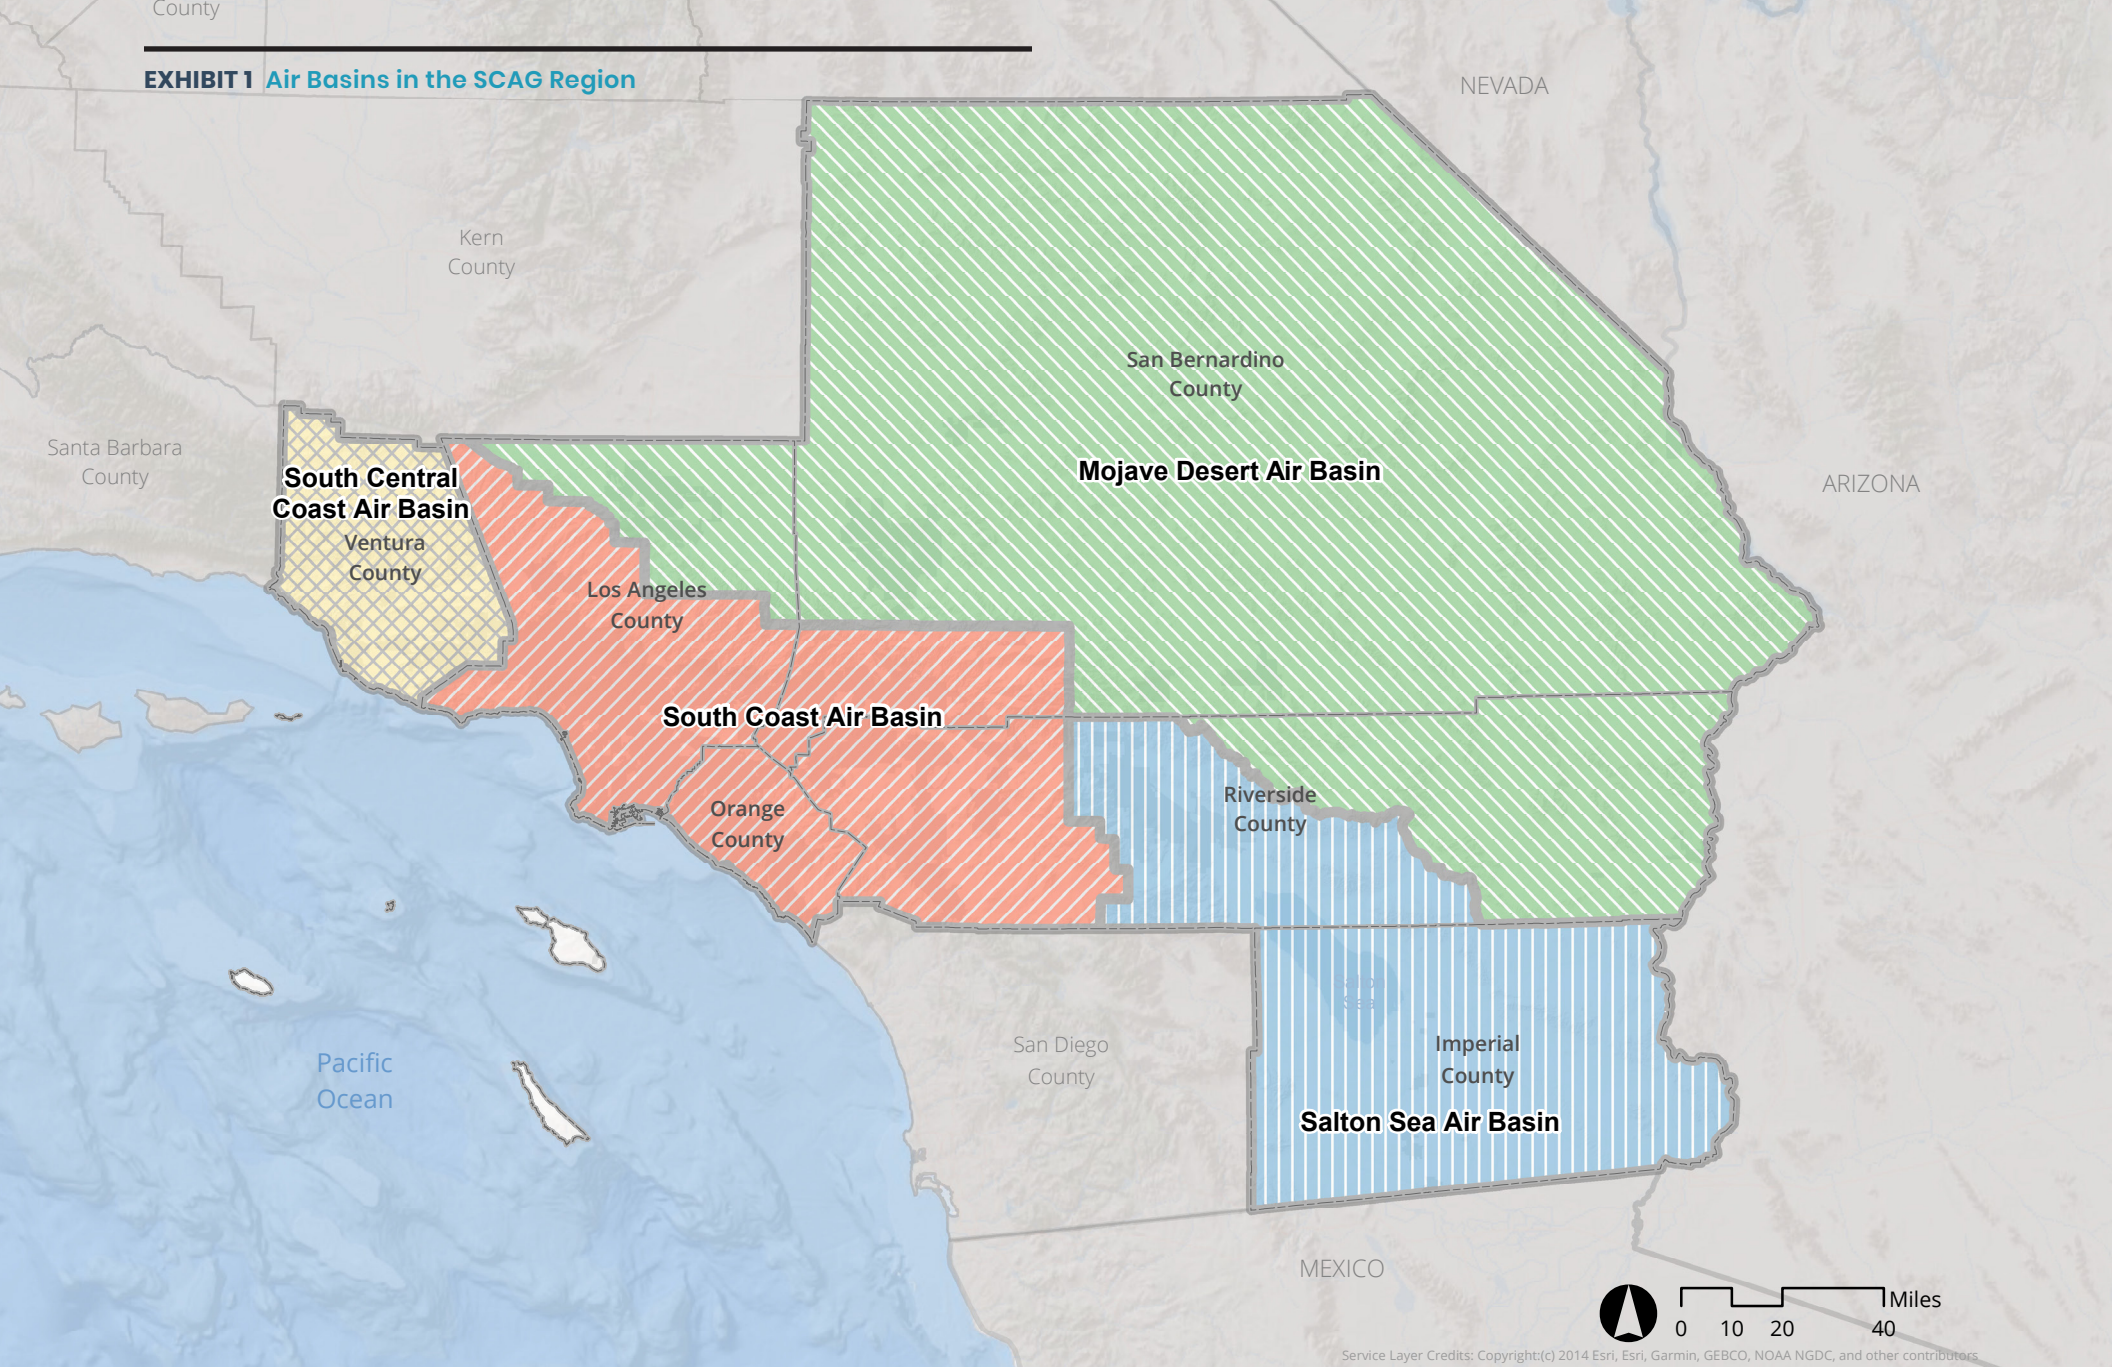 County
EXHIBIT 1 Air Basins in the SCAG Region
NEVADA
Kern
County
San Bernardino
County
Santa Barbara
County
South Central
Coast Air Basin
Mojave Desert Air Basin
ARIZONA
Ventura
County
Los Angeles
County
South Coast Air Basin
Orange
County
Riverside
County
Salton
Sea
San Diego
County
Imperial
County
Pacific
Ocean
Salton Sea Air Basin
MEXICO
Miles
0 10 20 40
Service Layer Credits: Copyright:(c) 2014 Esri, Esri, Garmin, GEBCO, NOAA NGDC, and other contributors